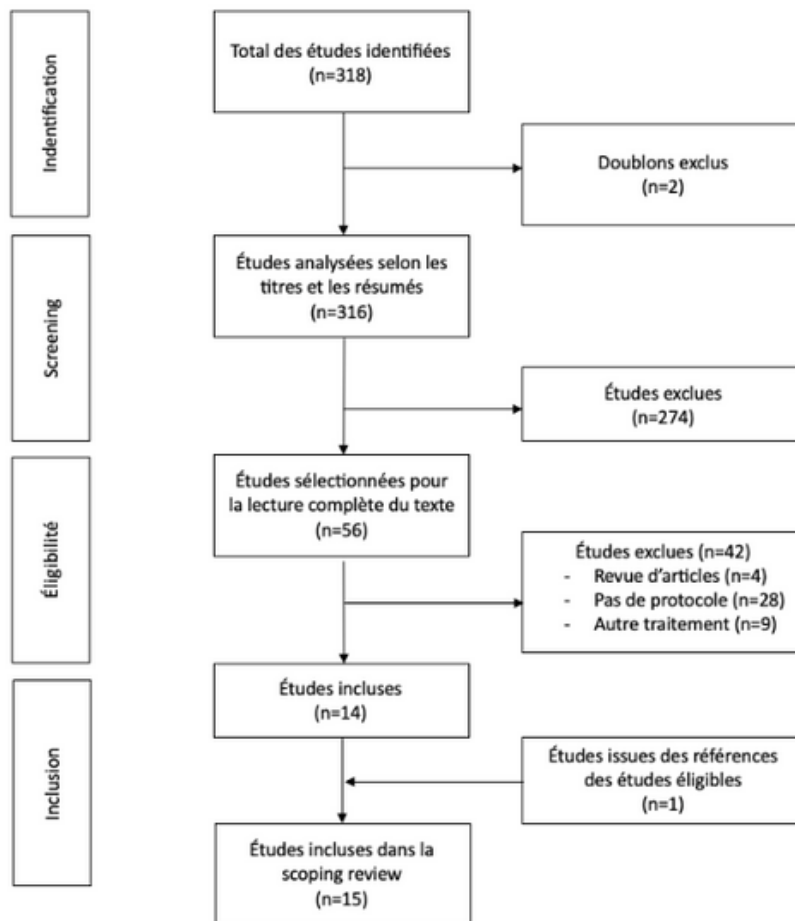 Indentification
Total des études identifiées
(n=318)
Doublons exclus
(n=2)
Screening
Études analysées selon les
titres et les résumés
(n=316)
Études exclues
(n=274)
Éligibilité
Études sélectionnées pour
la lecture complète du texte
(n=56)
Études exclues (n=42)
- Revue d'articles (n=4)
- Pas de protocole (n=28)
- Autre traitement (n=9)
Inclusion
Études incluses
(n=14)
Études issues des références
des études éligibles
(n=1)
Études incluses dans la
scoping review
(n=15)